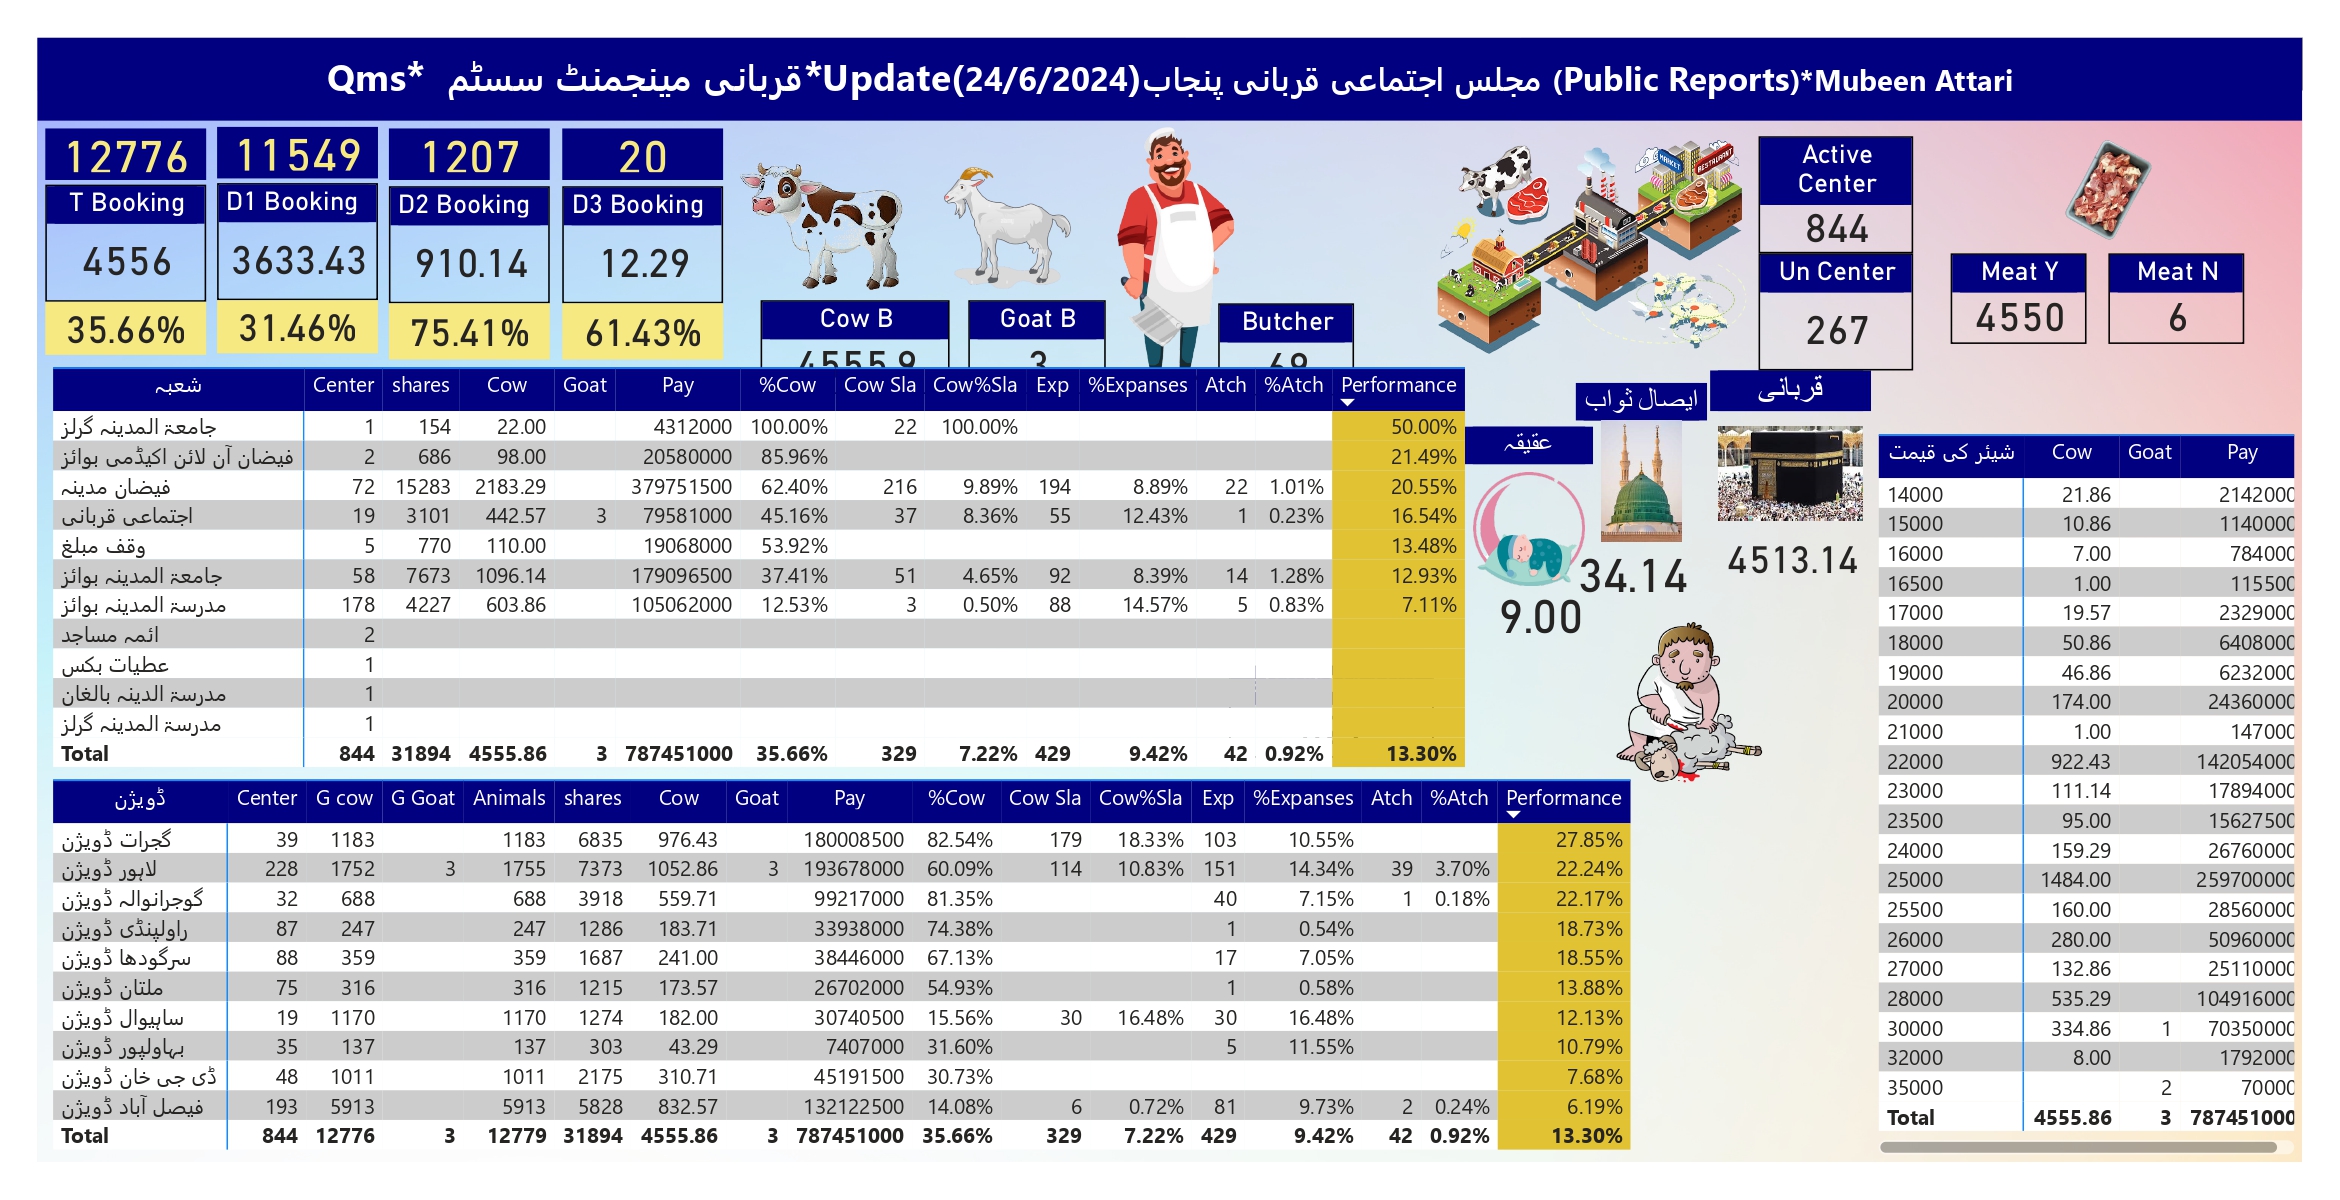 Qms* قربانی مینجمنٹ سسٹم*Update(24/6/2024)مجلس اجتماعی قربانی پنجاب (Public Reports)*Mubeen Attari
12776 11549 1207 20
T Booking D1 Booking D2 Booking D3 Booking
4556 3633.43 910.14 12.29
35.66% 31.46% 75.41% 61.43%
Cow B Goat B Butcher
4555.9 3 69
MARKET RESTAURANT
Active Center
844
Un Center
267
Meat Y Meat N
4550 6
شعبہ Center shares Cow Goat Pay %Cow Cow Sla Cow%Sla Exp %Expanses Atch %Atch Performance
جامعۃ المدینہ گرلز 1 154 22.00 4312000 100.00% 22 100.00% 50.00%
فیضان آن لائن اکیڈمی بوائز 2 686 98.00 20580000 85.96% 21.49%
فیضان مدینہ 72 15283 2183.29 379751500 62.40% 216 9.89% 194 8.89% 22 1.01% 20.55%
اجتماعی قربانی 19 3101 442.57 3 79581000 45.16% 37 8.36% 55 12.43% 1 0.23% 16.54%
وقف مبلغ 5 770 110.00 19068000 53.92% 13.48%
جامعۃ المدینہ بوائز 58 7673 1096.14 179096500 37.41% 51 4.65% 92 8.39% 14 1.28% 12.93%
مدرسۃ المدینہ بوائز 178 4227 603.86 105062000 12.53% 3 0.50% 88 14.57% 5 0.83% 7.11%
ائمہ مساجد 2
عطیات بکس 1
مدرسۃ الدینہ بالغان 1
مدرسۃ المدینہ گرلز 1
Total 844 31894 4555.86 3 787451000 35.66% 329 7.22% 429 9.42% 42 0.92% 13.30%
عقیقہ
9.00
ایصال ثواب
34.14
قربانی
4513.14
ڈویژن Center G cow G Goat Animals shares Cow Goat Pay %Cow Cow Sla Cow%Sla Exp %Expanses Atch %Atch Performance
گجرات ڈویژن 39 1183 1183 6835 976.43 180008500 82.54% 179 18.33% 103 10.55% 27.85%
لاہور ڈویژن 228 1752 3 1755 7373 1052.86 3 193678000 60.09% 114 10.83% 151 14.34% 39 3.70% 22.24%
گوجرانوالہ ڈویژن 32 688 688 3918 559.71 99217000 81.35% 40 7.15% 1 0.18% 22.17%
راولپنڈی ڈویژن 87 247 247 1286 183.71 33938000 74.38% 1 0.54% 18.73%
سرگودھا ڈویژن 88 359 359 1687 241.00 38446000 67.13% 17 7.05% 18.55%
ملتان ڈویژن 75 316 316 1215 173.57 26702000 54.93% 1 0.58% 13.88%
ساہیوال ڈویژن 19 1170 1170 1274 182.00 30740500 15.56% 30 16.48% 30 16.48% 12.13%
بہاولپور ڈویژن 35 137 137 303 43.29 7407000 31.60% 5 11.55% 10.79%
ڈی جی خان ڈویژن 48 1011 1011 2175 310.71 45191500 30.73% 7.68%
فیصل آباد ڈویژن 193 5913 5913 5828 832.57 132122500 14.08% 6 0.72% 81 9.73% 2 0.24% 6.19%
Total 844 12776 3 12779 31894 4555.86 3 787451000 35.66% 329 7.22% 429 9.42% 42 0.92% 13.30%
شیئر کی قیمت Cow Goat Pay
14000 21.86 2142000
15000 10.86 1140000
16000 7.00 784000
16500 1.00 115500
17000 19.57 2329000
18000 50.86 6408000
19000 46.86 6232000
20000 174.00 24360000
21000 1.00 147000
22000 922.43 142054000
23000 111.14 17894000
23500 95.00 15627500
24000 159.29 26760000
25000 1484.00 259700000
25500 160.00 28560000
26000 280.00 50960000
27000 132.86 25110000
28000 535.29 104916000
30000 334.86 1 70350000
32000 8.00 1792000
35000 2 70000
Total 4555.86 3 787451000